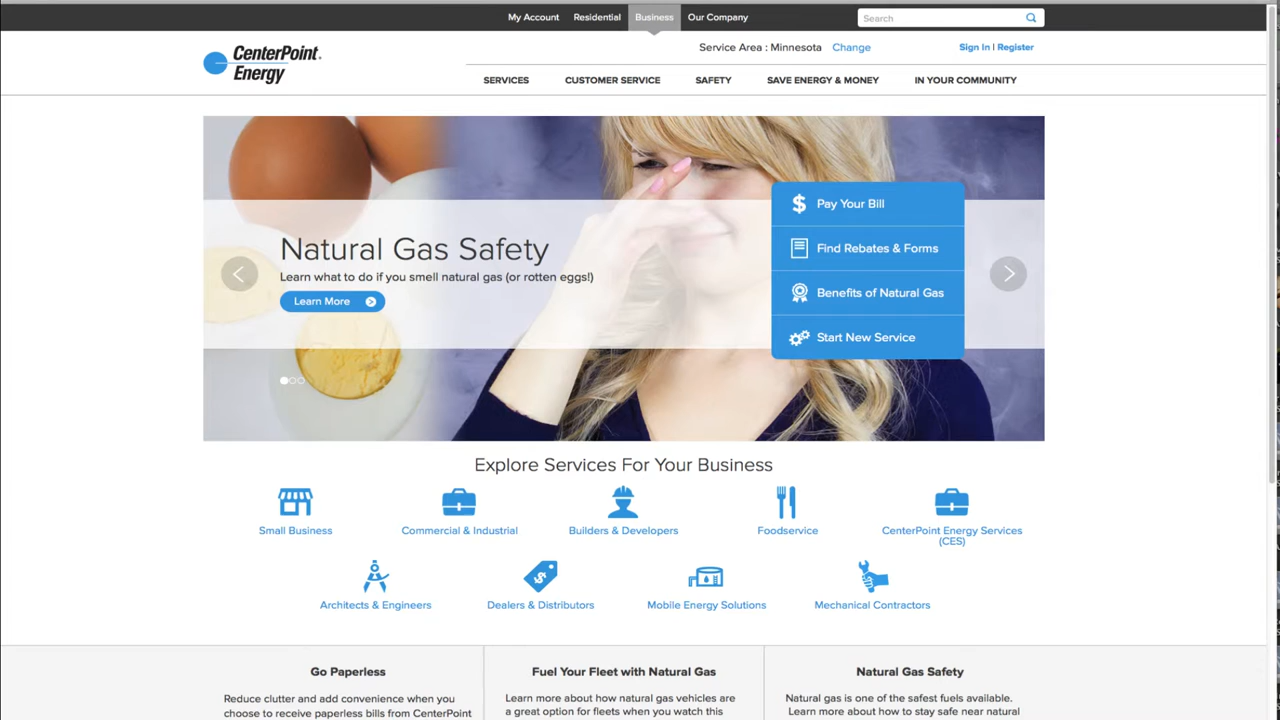 My Account Residential Business Our Company Search
CenterPoint.
Energy
Service Area : Minnesota Change Sign In | Register
SERVICES CUSTOMER SERVICE SAFETY SAVE ENERGY & MONEY IN YOUR COMMUNITY
Natural Gas Safety
Learn what to do if you smell natural gas (or rotten eggs!)
Learn More
$ Pay Your Bill
Find Rebates & Forms
Benefits of Natural Gas
Start New Service
Explore Services For Your Business
Small Business
Commercial & Industrial
Builders & Developers
Foodservice
CenterPoint Energy Services
(CES)
Architects & Engineers
$
Dealers & Distributors
Mobile Energy Solutions
Mechanical Contractors
Go Paperless
Reduce clutter and add convenience when you
choose to receive paperless bills from CenterPoint
Fuel Your Fleet with Natural Gas
Learn more about how natural gas vehicles are
a great option for fleets when you watch this
Natural Gas Safety
Natural gas is one of the safest fuels available.
Learn more about how to stay safe near natural